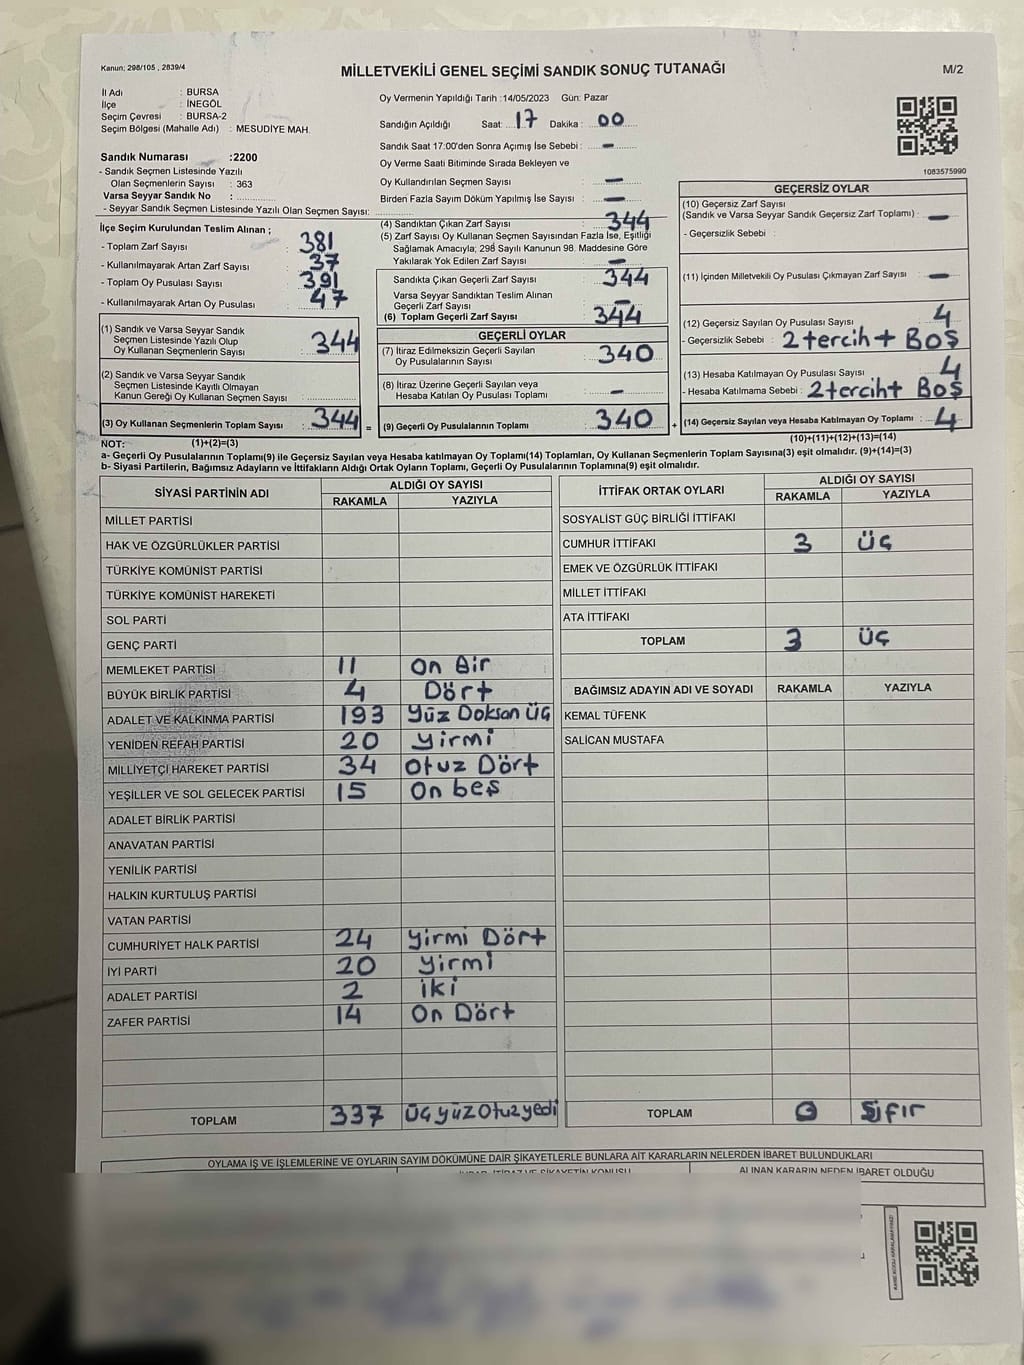 Kanun; 298/105 , 2839/4
MİLLETVEKİLİ GENEL SEÇİMİ SANDIK SONUÇ TUTANAĞI
M/2
İl Adı : BURSA
İlçe : İNEGÖL
Seçim Çevresi : BURSA-2
Seçim Bölgesi (Mahalle Adı) : MESUDİYE MAH.
Sandık Numarası :2200
- Sandık Seçmen Listesinde Yazılı
Olan Seçmenlerin Sayısı : 363
Varsa Seyyar Sandık No :
- Seyyar Sandık Seçmen Listesinde Yazılı Olan Seçmen Sayısı:
Oy Vermenin Yapıldığı Tarih :14/05/2023 Gün: Pazar
Sandığın Açıldığı Saat: 17 Dakika : 00
Sandık Saat 17:00'den Sonra Açımış İse Sebebi : -
Oy Verme Saati Bitiminde Sırada Bekleyen ve
Oy Kullandırılan Seçmen Sayısı : -
Birden Fazla Sayım Döküm Yapılmış İse Sayısı : -
1083575990
İlçe Seçim Kurulundan Teslim Alınan ;
- Toplam Zarf Sayısı : 381
- Kullanılmayarak Artan Zarf Sayısı : 37
- Toplam Oy Pusulası Sayısı : 391
- Kullanılmayarak Artan Oy Pusulası : 47
(4) Sandıktan Çıkan Zarf Sayısı : 344
(5) Zarf Sayısı Oy Kullanan Seçmen Sayısından Fazla İse, Eşitliği
Sağlamak Amacıyla; 298 Sayılı Kanunun 98. Maddesine Göre
Yakılarak Yok Edilen Zarf Sayısı : -
Sandıkta Çıkan Geçerli Zarf Sayısı : 344
Varsa Seyyar Sandıktan Teslim Alınan
Geçerli Zarf Sayısı : -
(6) Toplam Geçerli Zarf Sayısı : 344
GEÇERSİZ OYLAR
(10) Geçersiz Zarf Sayısı
(Sandık ve Varsa Seyyar Sandık Geçersiz Zarf Toplamı) : -
- Geçersizlik Sebebi :
(11) İçinden Milletvekili Oy Pusulası Çıkmayan Zarf Sayısı : -
(12) Geçersiz Sayılan Oy Pusulası Sayısı : 4
- Geçersizlik Sebebi : 2 tercih + Boş
(13) Hesaba Katılmayan Oy Pusulası Sayısı : 4
- Hesaba Katılmama Sebebi : 2 terciht Boş
(14) Geçersiz Sayılan veya Hesaba Katılmayan Oy Toplamı : 4
(10)+(11)+(12)+(13)=(14)
(1) Sandık ve Varsa Seyyar Sandık
Seçmen Listesinde Yazılı Olup
Oy Kullanan Seçmenlerin Sayısı : 344
(2) Sandık ve Varsa Seyyar Sandık
Seçmen Listesinde Kayıtlı Olmayan
Kanun Gereği Oy Kullanan Seçmen Sayısı :
(3) Oy Kullanan Seçmenlerin Toplam Sayısı : 344 =
GEÇERLİ OYLAR
(7) İtiraz Edilmeksizin Geçerli Sayılan
Oy Pusulalarının Sayısı : 340
(8) İtiraz Üzerine Geçerli Sayılan veya
Hesaba Katılan Oy Pusulası Toplamı : -
(9) Geçerli Oy Pusulalarının Toplamı : 340 +
NOT: (1)+(2)=(3)
a- Geçerli Oy Pusulalarının Toplamı(9) ile Geçersiz Sayılan veya Hesaba katılmayan Oy Toplamı(14) Toplamları, Oy Kullanan Seçmenlerin Toplam Sayısına(3) eşit olmalıdır. (9)+(14)=(3)
b- Siyasi Partilerin, Bağımsız Adayların ve İttifakların Aldığı Ortak Oyların Toplamı, Geçerli Oy Pusulalarının Toplamına(9) eşit olmalıdır.
SİYASİ PARTİNİN ADI ALDIĞI OY SAYISI
RAKAMLA YAZIYLA
MİLLET PARTİSİ
HAK VE ÖZGÜRLÜKLER PARTİSİ
TÜRKİYE KOMÜNİST PARTİSİ
TÜRKİYE KOMÜNİST HAREKETİ
SOL PARTİ
GENÇ PARTİ
MEMLEKET PARTİSİ 11 On Bir
BÜYÜK BİRLİK PARTİSİ 4 Dört
ADALET VE KALKINMA PARTİSİ 193 Yüz Doksan Üç
YENİDEN REFAH PARTİSİ 20 Yirmi
MİLLİYETÇİ HAREKET PARTİSİ 34 Otuz Dört
YEŞİLLER VE SOL GELECEK PARTİSİ 15 On beş
ADALET BİRLİK PARTİSİ
ANAVATAN PARTİSİ
YENİLİK PARTİSİ
HALKIN KURTULUŞ PARTİSİ
VATAN PARTİSİ
CUMHURİYET HALK PARTİSİ 24 Yirmi Dört
İYİ PARTİ 20 Yirmi
ADALET PARTİSİ 2 iki
ZAFER PARTİSİ 14 On Dört
TOPLAM 337 Üç yüz Otuz yedi
İTTİFAK ORTAK OYLARI ALDIĞI OY SAYISI
RAKAMLA YAZIYLA
SOSYALİST GÜÇ BİRLİĞİ İTTİFAKI
CUMHUR İTTİFAKI 3 Üç
EMEK VE ÖZGÜRLÜK İTTİFAKI
MİLLET İTTİFAKI
ATA İTTİFAKI
TOPLAM 3 Üç
BAĞIMSIZ ADAYIN ADI VE SOYADI RAKAMLA YAZIYLA
KEMAL TÜFENK
SALİCAN MUSTAFA
TOPLAM 0 Sıfır
OYLAMA İŞ VE İŞLEMLERİNE VE OYLARIN SAYIM DÖKÜMÜNE DAİR ŞİKAYETLERLE BUNLARA AİT KARARLARIN NELERDEN İBARET BULUNDUKLARI
ALINAN KARARIN NEDEN İBARET OLDUĞU